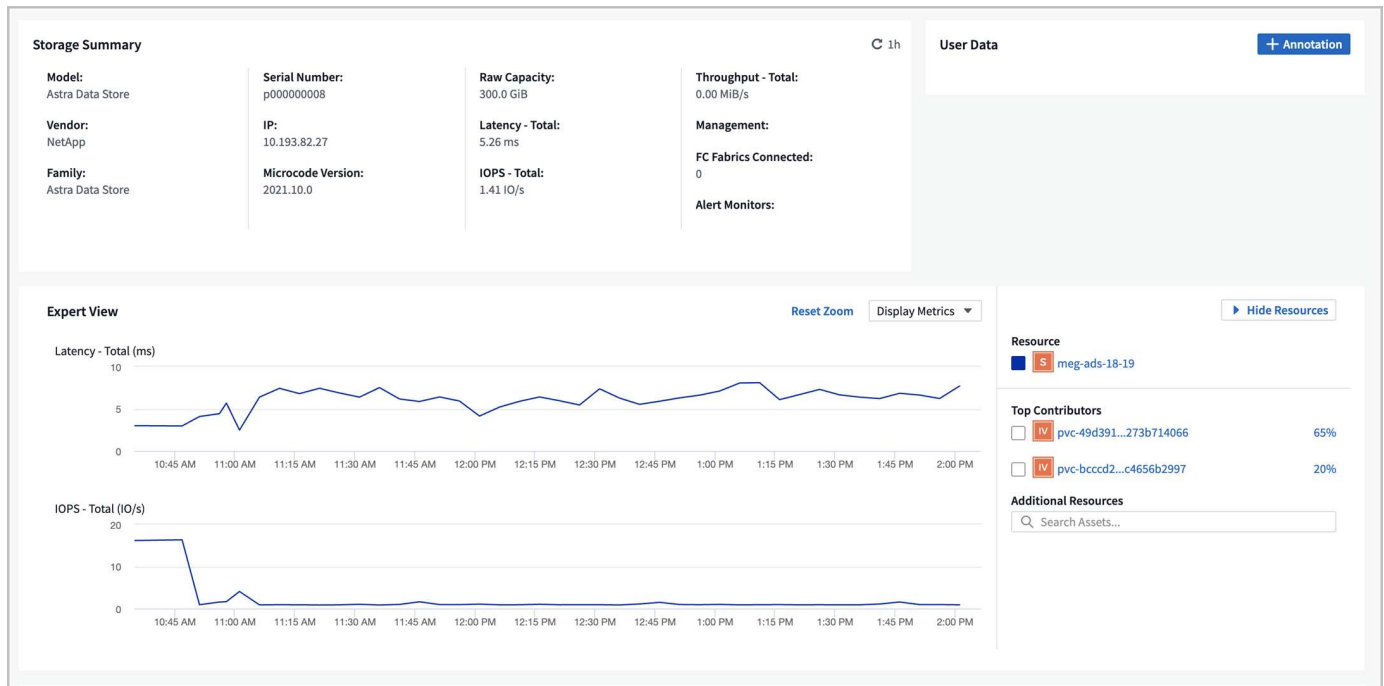 Storage Summary
1h
Model:
Astra Data Store
Vendor:
NetApp
Family:
Astra Data Store
Serial Number:
p000000008
IP:
10.193.82.27
Microcode Version:
2021.10.0
Raw Capacity:
300.0 GiB
Latency - Total:
5.26 ms
IOPS - Total:
1.41 IO/s
Throughput - Total:
0.00 MiB/s
Management:
FC Fabrics Connected:
0
Alert Monitors:
User Data
+ Annotation
Expert View
Reset Zoom
Display Metrics
Latency - Total (ms)
10
5
0
10:45 AM 11:00 AM 11:15 AM 11:30 AM 11:45 AM 12:00 PM 12:15 PM 12:30 PM 12:45 PM 1:00 PM 1:15 PM 1:30 PM 1:45 PM 2:00 PM
IOPS - Total (IO/s)
20
10
0
10:45 AM 11:00 AM 11:15 AM 11:30 AM 11:45 AM 12:00 PM 12:15 PM 12:30 PM 12:45 PM 1:00 PM 1:15 PM 1:30 PM 1:45 PM 2:00 PM
Hide Resources
Resource
S meg-ads-18-19
Top Contributors
IV pvc-49d391...273b714066 65%
IV pvc-bcccd2...c4656b2997 20%
Additional Resources
Search Assets...